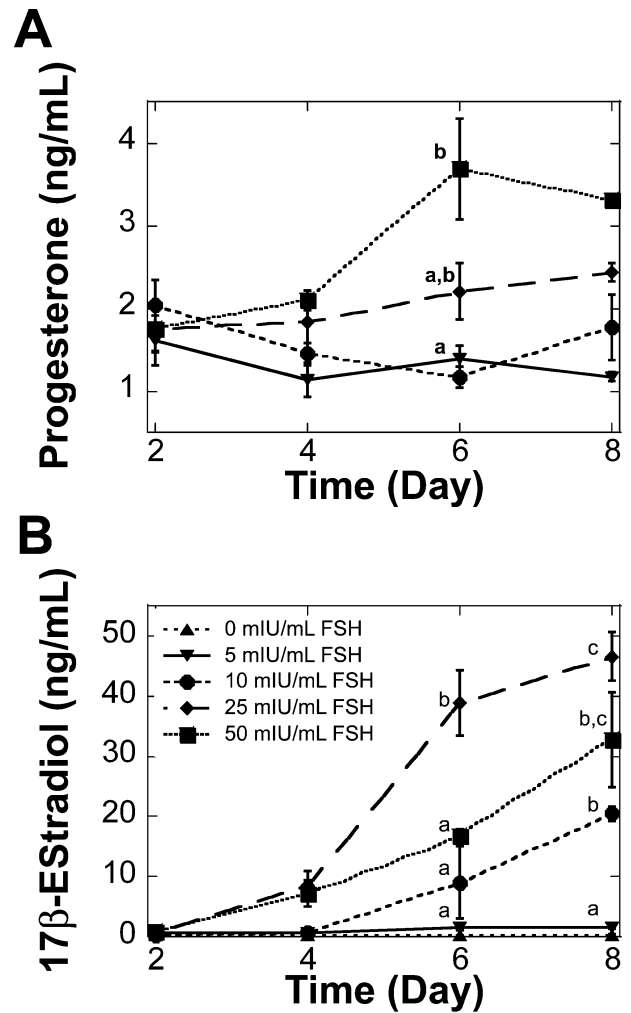 A
Progesterone (ng/mL)
4
3
2
1
b
a,b
a
2 4 6 8
Time (Day)
B
17β-EStradiol (ng/mL)
50
40
30
20
10
0
0 mIU/mL FSH
5 mIU/mL FSH
10 mIU/mL FSH
25 mIU/mL FSH
50 mIU/mL FSH
c
b
b,c
b
a
a
a
a
2 4 6 8
Time (Day)